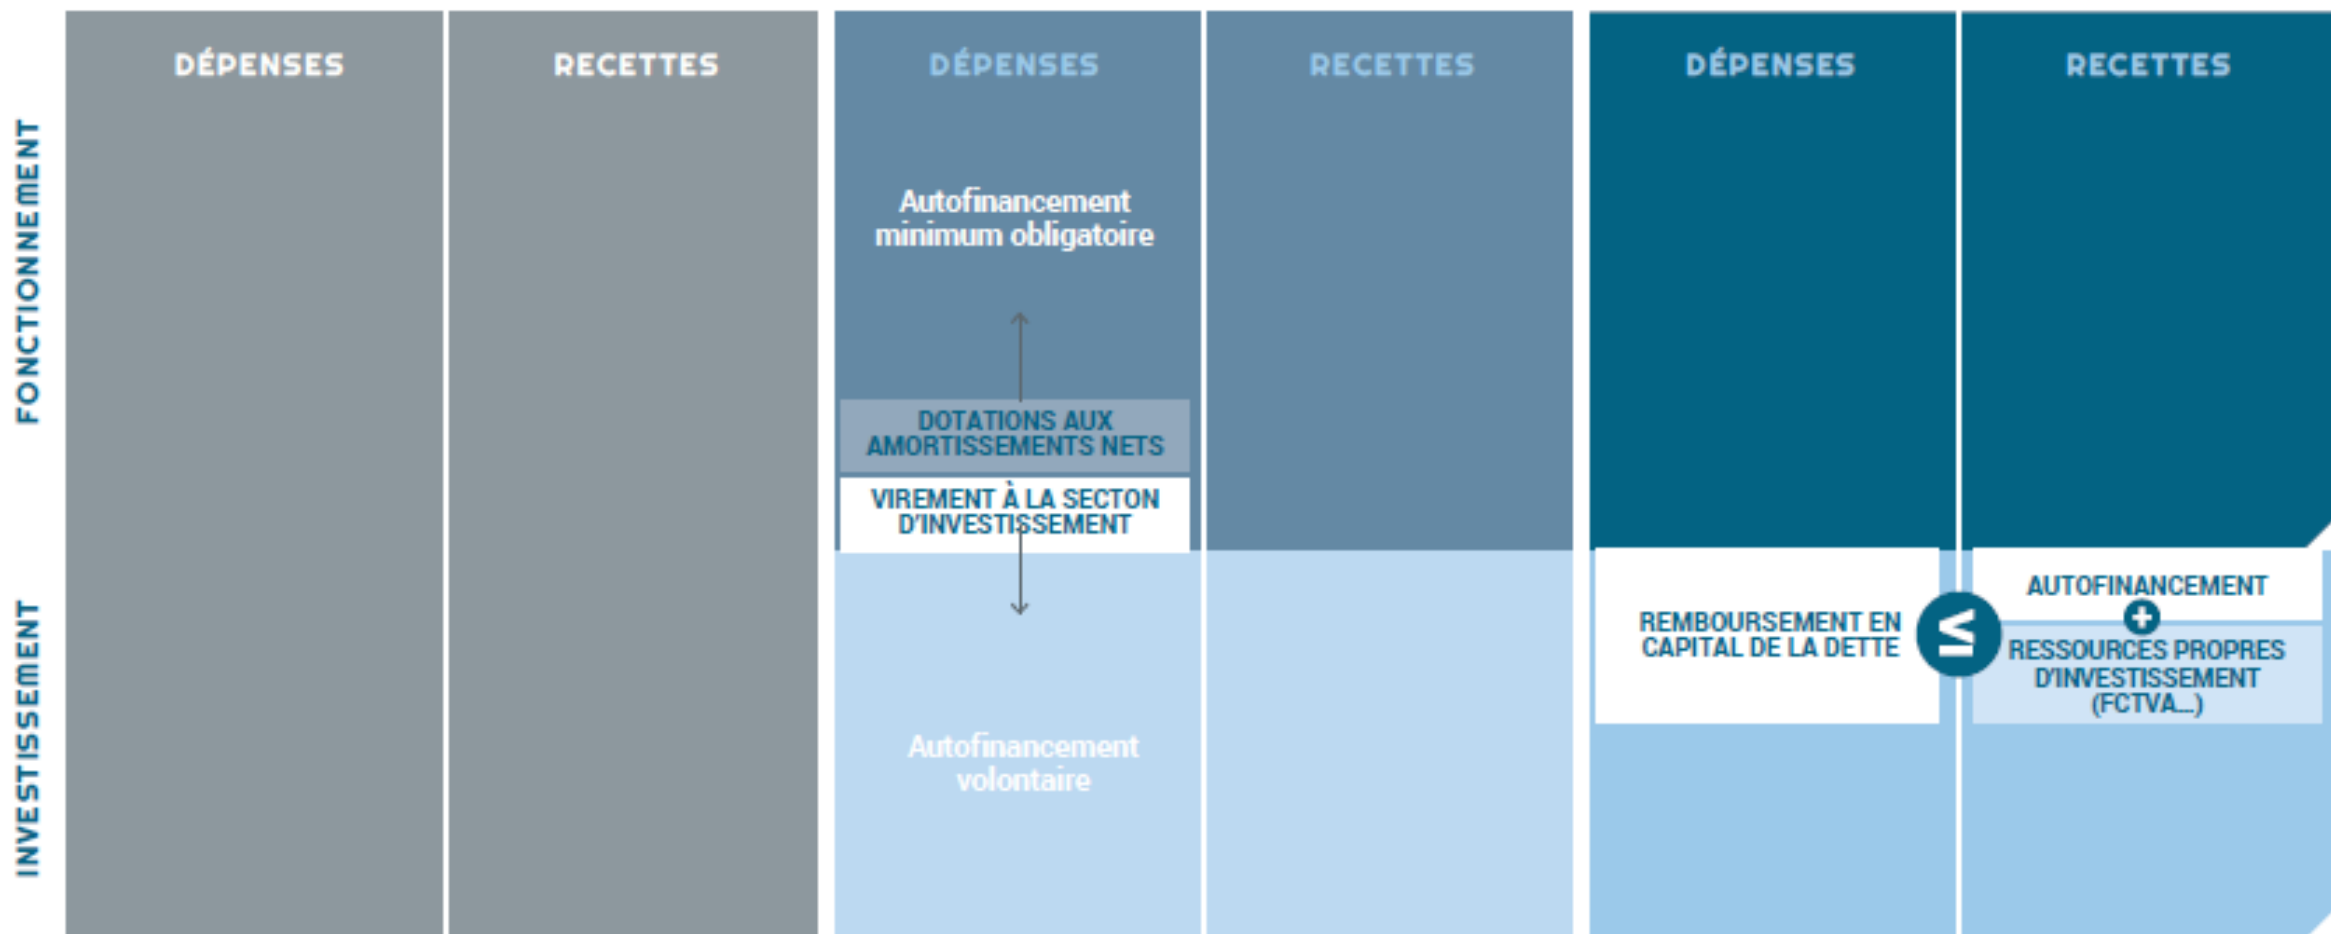 DÉPENSES
RECETTES
DÉPENSES
RECETTES
DÉPENSES
RECETTES
FONCTIONNEMENT
Autofinancement
minimum obligatoire
DOTATIONS AUX
AMORTISSEMENTS NETS
VIREMENT À LA SECTON
D'INVESTISSEMENT
INVESTISSEMENT
Autofinancement
volontaire
REMBOURSEMENT EN
CAPITAL DE LA DETTE
≤
AUTOFINANCEMENT
+
RESSOURCES PROPRES
D'INVESTISSEMENT
(FCTVA...)